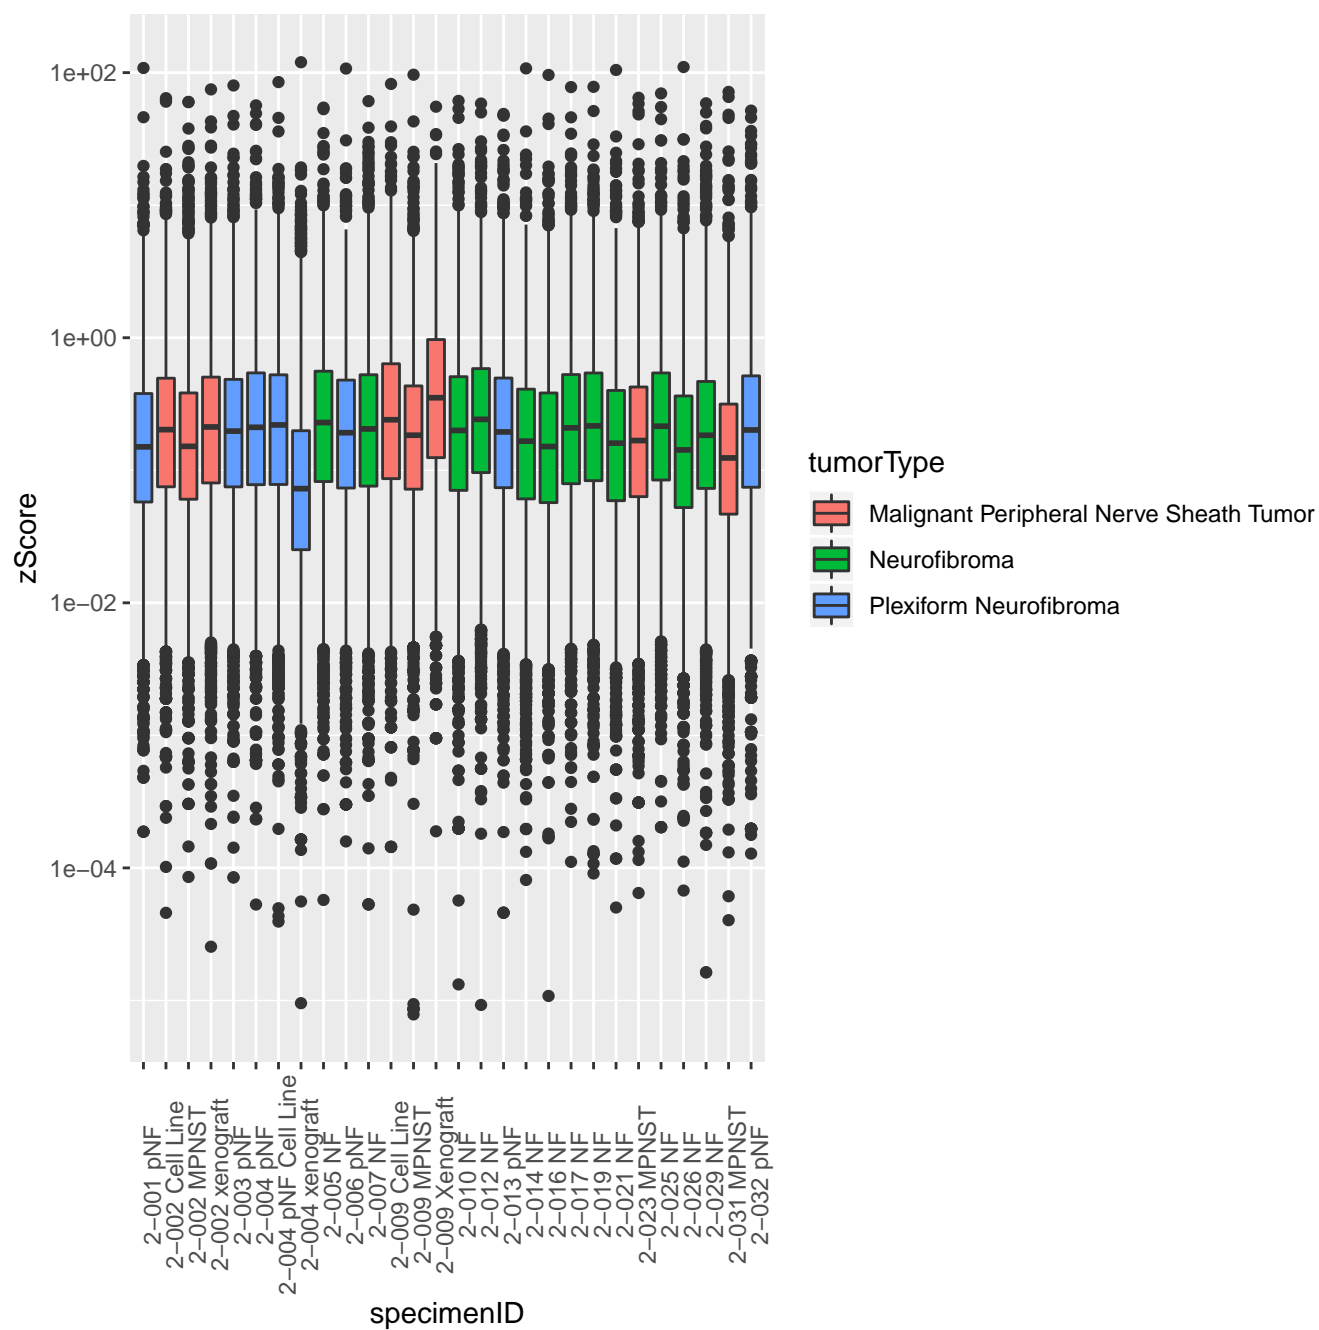 1e+02
1e+00
1e−02
1e−04
zScore
2−001 pNF
2−002 Cell Line
2−002 MPNST
2−002 xenograft
2−003 pNF
2−004 pNF
2−004 pNF Cell Line
2−004 xenograft
2−005 NF
2−006 pNF
2−007 NF
2−009 Cell Line
2−009 MPNST
2−009 Xenograft
2−010 NF
2−012 NF
2−013 pNF
2−014 NF
2−016 NF
2−017 NF
2−019 NF
2−021 NF
2−023 MPNST
2−025 NF
2−026 NF
2−029 NF
2−031 MPNST
2−032 pNF
specimenID
tumorType
Malignant Peripheral Nerve Sheath Tumor
Neurofibroma
Plexiform Neurofibroma